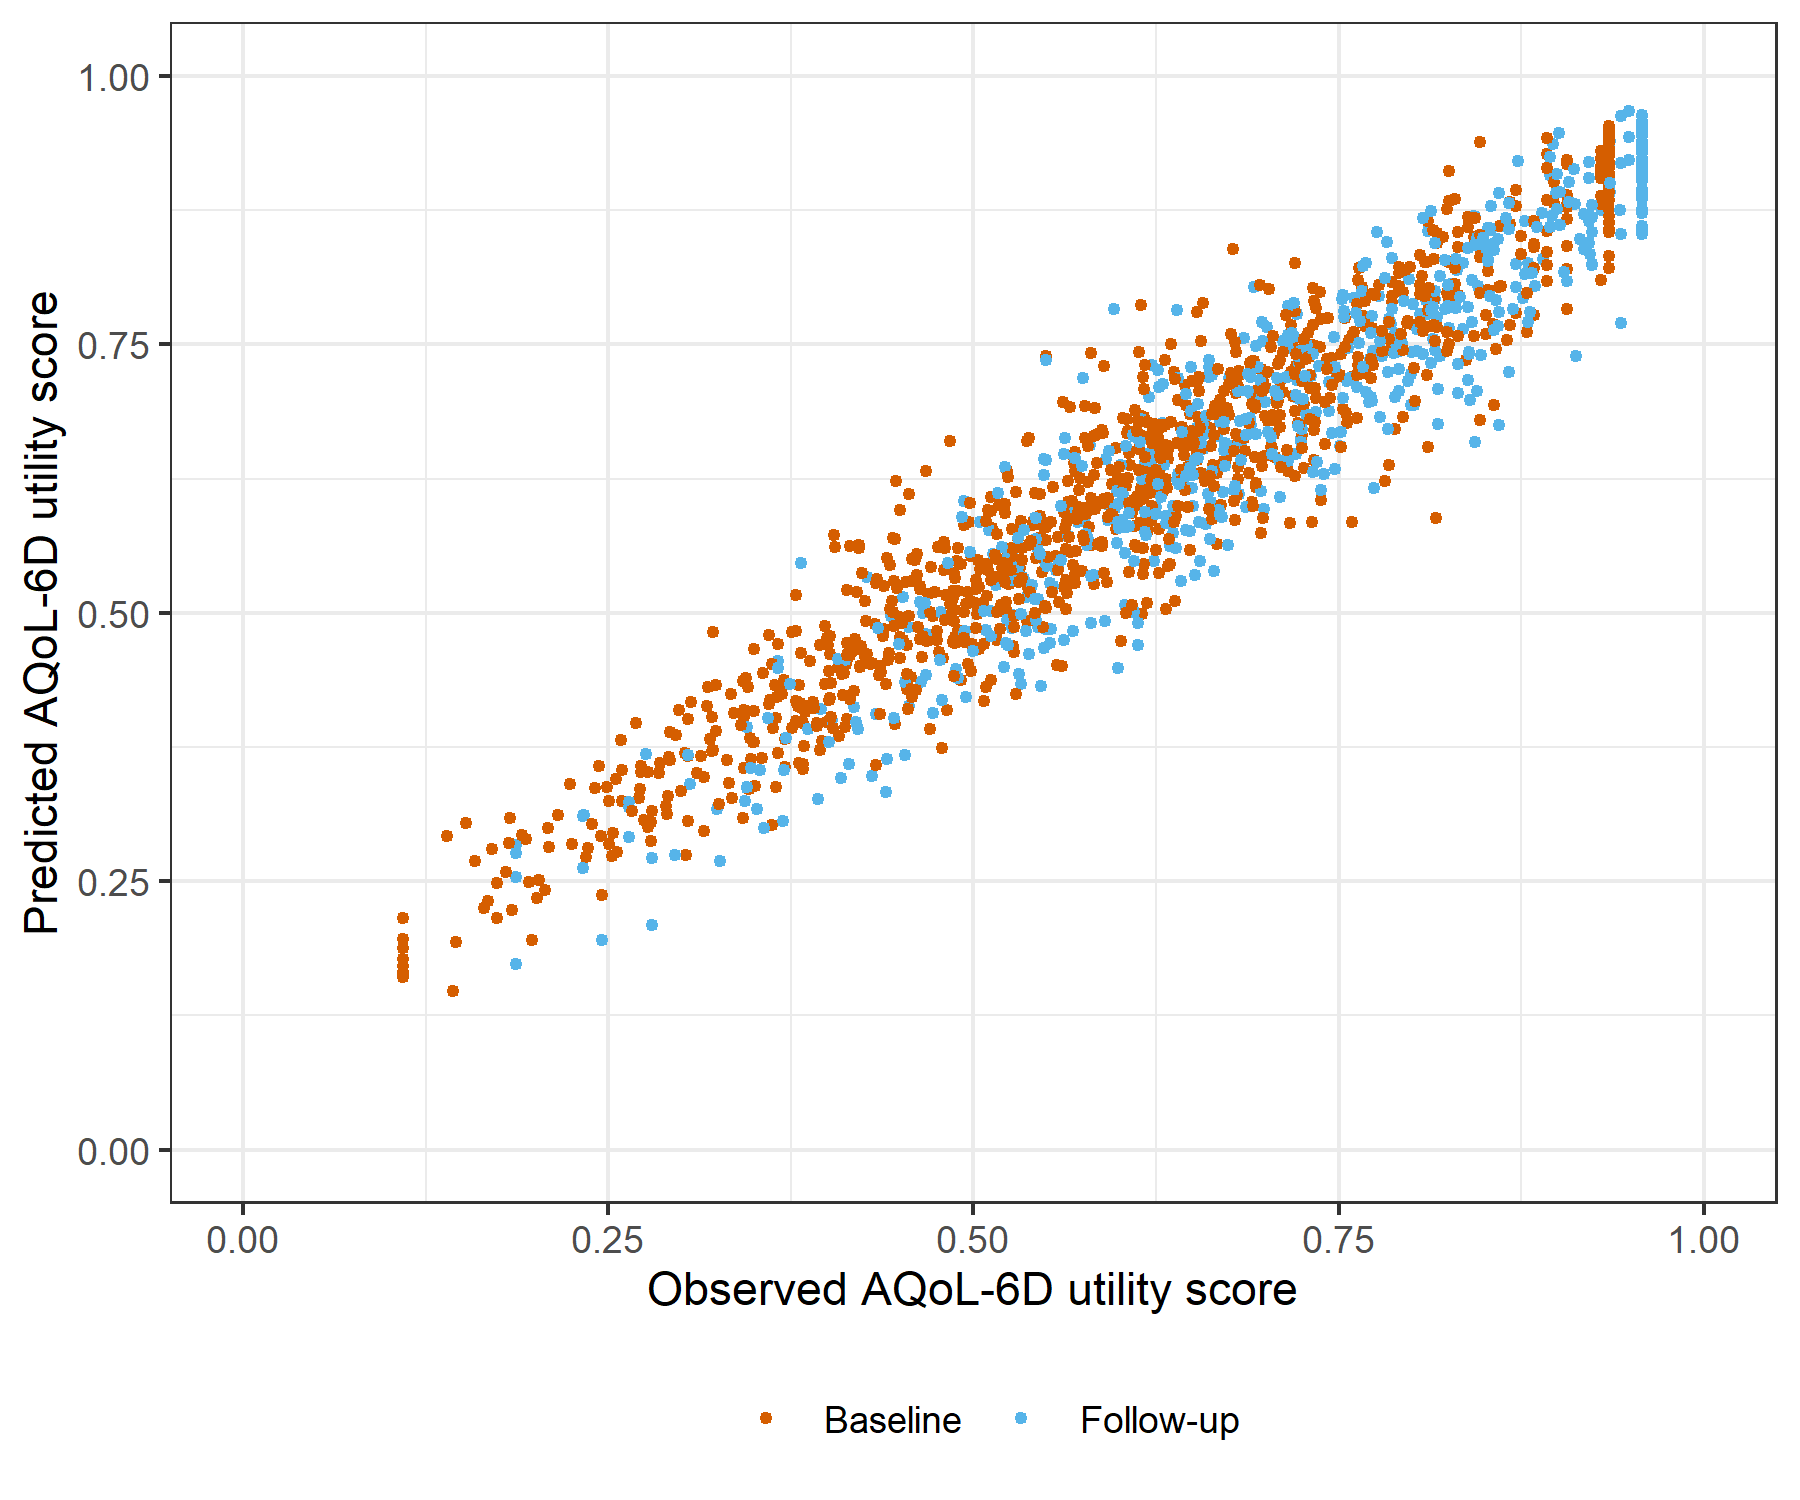 Predicted AQoL-6D utility score
1.00
0.75
0.50
0.25
0.00
0.00 0.25 0.50 0.75 1.00
Observed AQoL-6D utility score
Baseline Follow-up